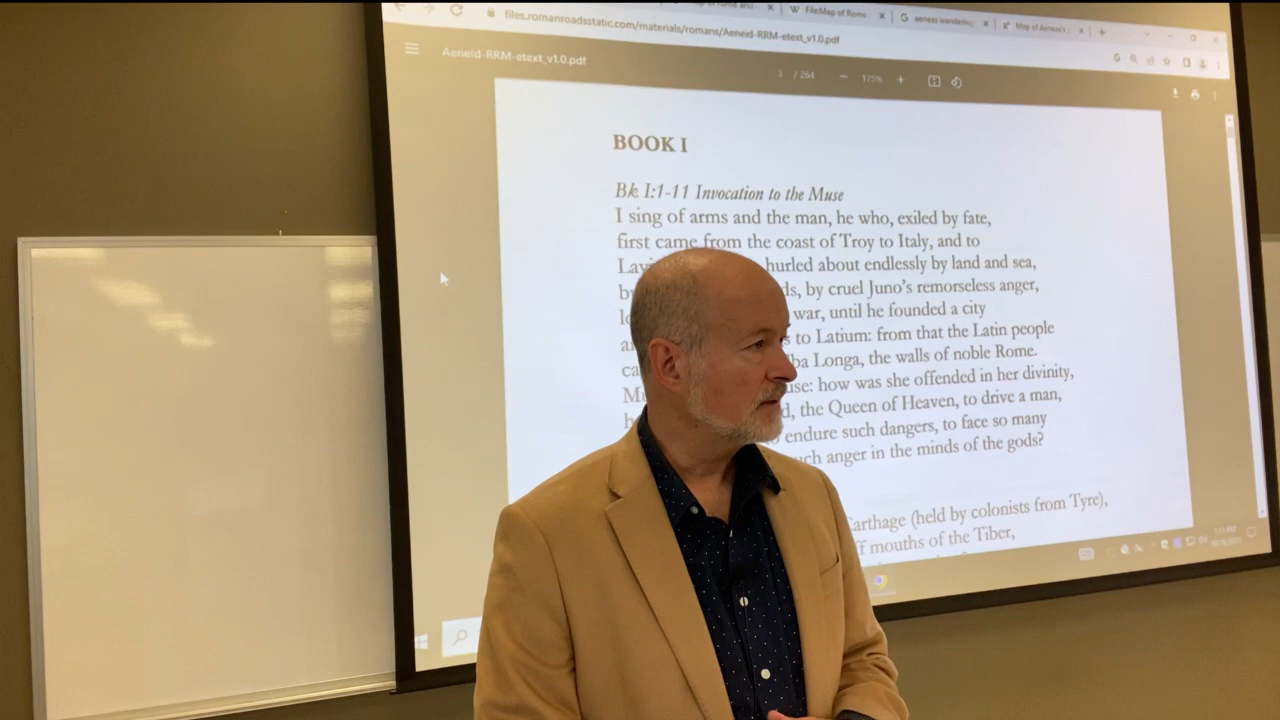 FileMap of Rome
aeneas wandering
Map of Aeneas's
files.romanroadsstatic.com/materials/romans/Aeneid-RRM-etext_v1.0.pdf
Aeneid-RRM-etext_v1.0.pdf
3 / 264
175%
BOOK I
Bk I:1-11 Invocation to the Muse
I sing of arms and the man, he who, exiled by fate,
first came from the coast of Troy to Italy, and to
hurled about endlessly by land and sea,
by cruel Juno's remorseless anger,
war, until he founded a city
to Latium: from that the Latin people
Longa, the walls of noble Rome.
how was she offended in her divinity,
the Queen of Heaven, to drive a man,
endure such dangers, to face so many
anger in the minds of the gods?
Carthage (held by colonists from Tyre),
mouths of the Tiber,